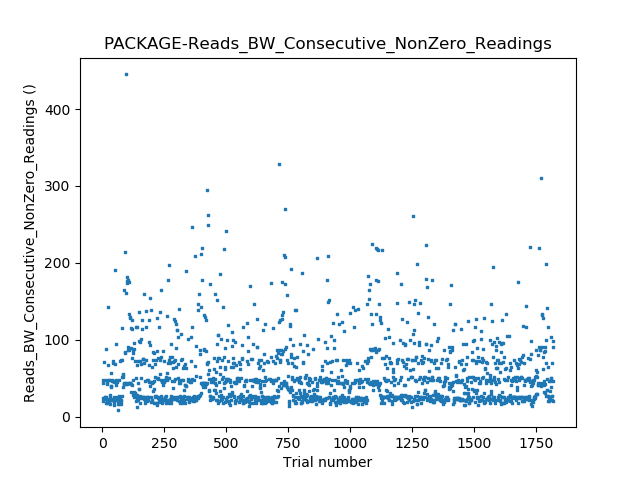 PACKAGE-Reads_BW_Consecutive_NonZero_Readings
Reads_BW_Consecutive_NonZero_Readings ()
400
300
200
100
0
0 250 500 750 1000 1250 1500 1750
Trial number